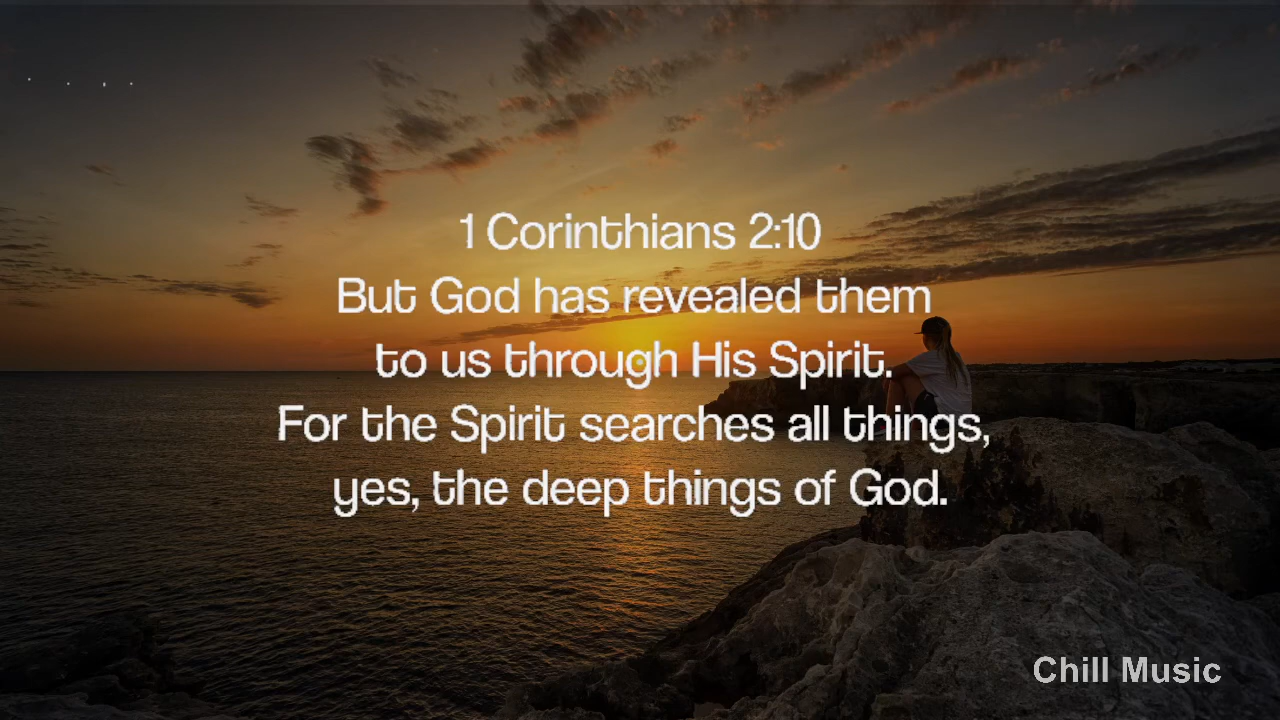 1 Corinthians 2:10
But God has revealed them
to us through His Spirit.
For the Spirit searches all things,
yes, the deep things of God.
Chill Music